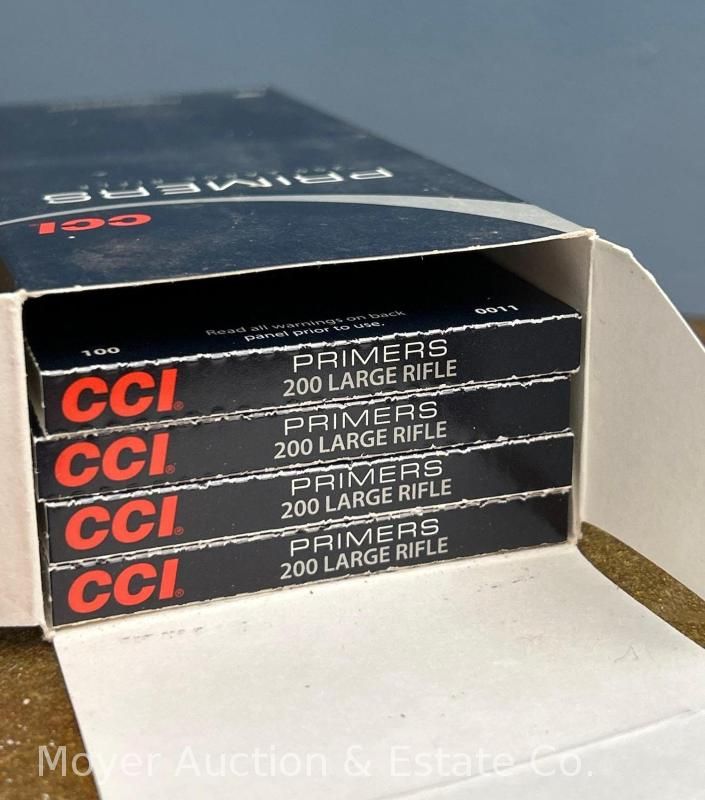 PRIMERS
CCI
100
Read all warnings on back
panel prior to use.
0011
CCI®
PRIMERS
200 LARGE RIFLE
CCI®
PRIMERS
200 LARGE RIFLE
CCI®
PRIMERS
200 LARGE RIFLE
CCI®
PRIMERS
200 LARGE RIFLE
Moyer Auction & Estate Co.